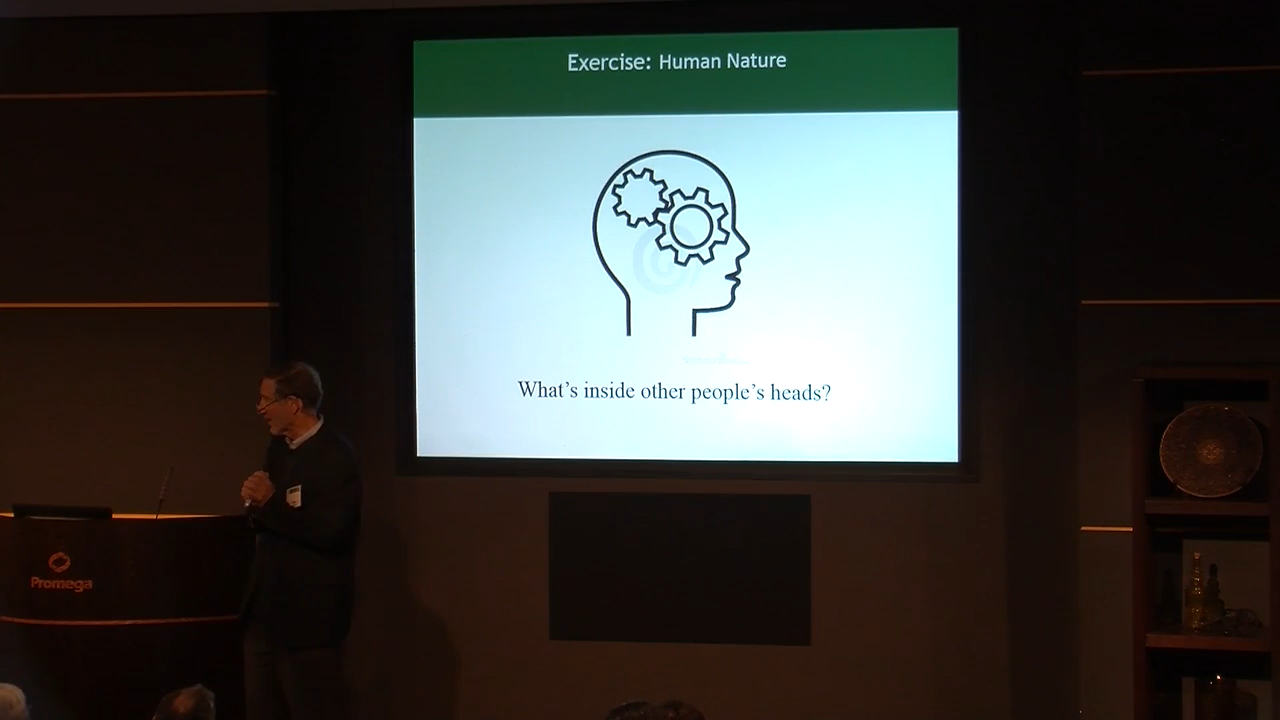 Exercise: Human Nature
What's inside other people's heads?
Promega